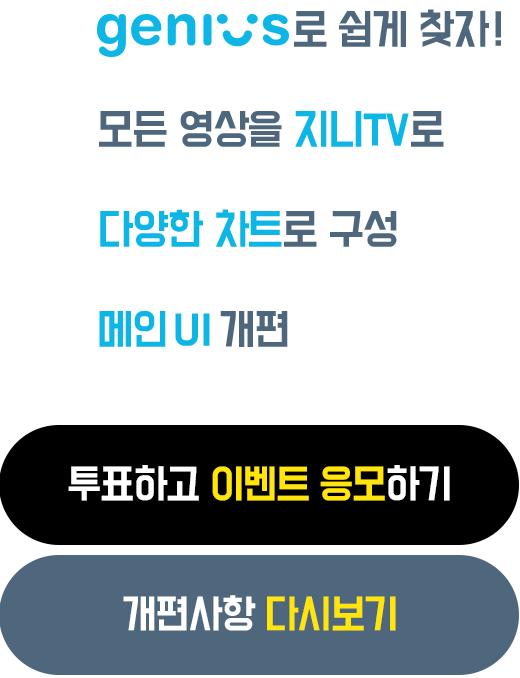 genius로 쉽게 찾자!
모든 영상을 지니TV로
다양한 차트로 구성
메인 UI 개편
투표하고 이벤트 응모하기
개편사항 다시보기